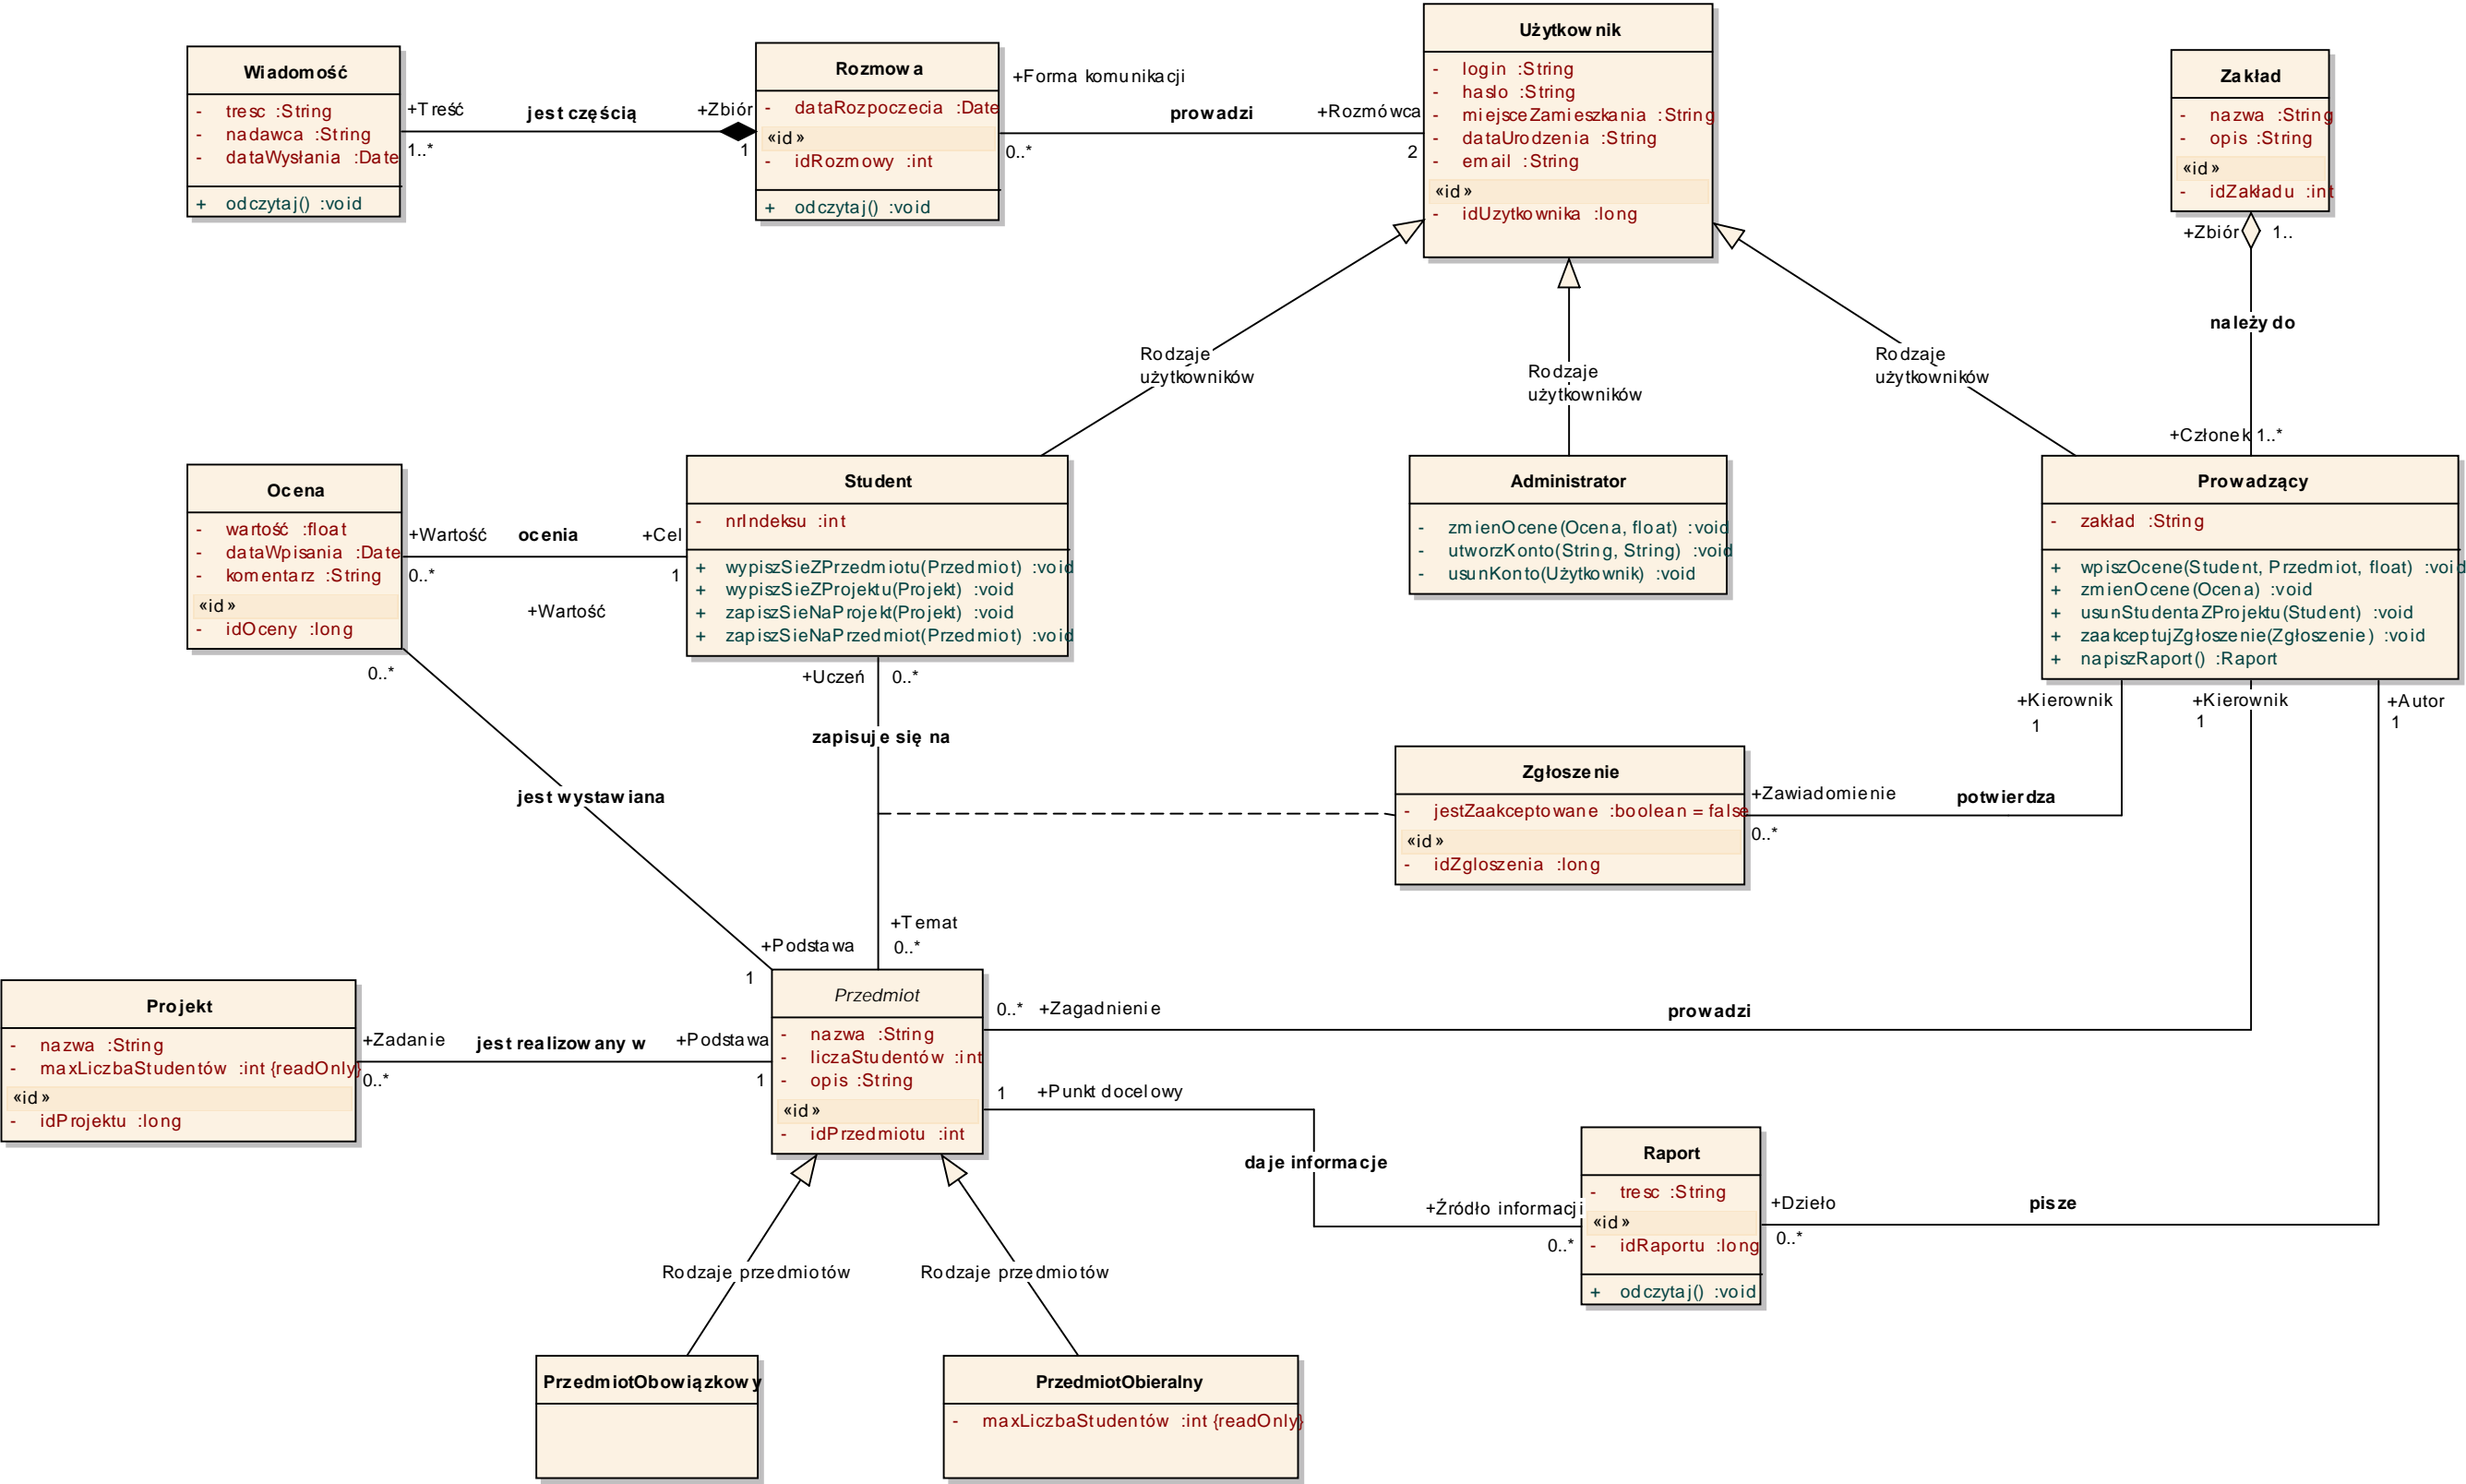 Wiadomość
- tresc :String
- nadawca :String
- dataWysłania :Date
+ odczytaj() :void
+Treść
1..*
jest częścią
+Zbiór
1
Rozmowa
- dataRozpoczecia :Date
«id»
- idRozmowy :int
+ odczytaj() :void
+Forma komunikacji
0..*
prowadzi
+Rozmówca
2
Użytkownik
- login :String
- haslo :String
- miejsceZamieszkania :String
- dataUrodzenia :String
- email :String
«id»
- idUzytkownika :long
Zakład
- nazwa :String
- opis :String
«id»
- idZakładu :int
+Zbiór
1..
należy do
+Członek 1..*
Rodzaje
użytkowników
Rodzaje
użytkowników
Rodzaje
użytkowników
Ocena
- wartość :float
- dataWpisania :Date
- komentarz :String
«id»
- idOceny :long
+Wartość
0..*
ocenia
+Cel
1
+Wartość
0..*
Student
- nrIndeksu :int
+ wypiszSieZPrzedmiotu(Przedmiot) :void
+ wypiszSieZProjektu(Projekt) :void
+ zapiszSieNaProjekt(Projekt) :void
+ zapiszSieNaPrzedmiot(Przedmiot) :void
Administrator
- zmienOcene(Ocena, float) :void
- utworzKonto(String, String) :void
- usunKonto(Użytkownik) :void
Prowadzący
- zakład :String
+ wpiszOcene(Student, Przedmiot, float) :void
+ zmienOcene(Ocena) :void
+ usunStudentaZProjektu(Student) :void
+ zaakceptujZgłoszenie(Zgłoszenie) :void
+ napiszRaport() :Raport
+Uczeń
0..*
zapisuje się na
+Temat
0..*
+Kierownik
1
+Kierownik
1
+Autor
1
Zgłoszenie
- jestZaakceptowane :boolean = false
«id»
- idZgloszenia :long
+Zawiadomienie
0..*
potwierdza
jest wystawiana
+Podstawa
1
Projekt
- nazwa :String
- maxLiczbaStudentów :int {readOnly}
«id»
- idProjektu :long
+Zadanie
0..*
jest realizowany w
+Podstawa
1
Przedmiot
- nazwa :String
- liczaStudentów :int
- opis :String
«id»
- idPrzedmiotu :int
0..* +Zagadnienie
prowadzi
1 +Punkt docelowy
daje informacje
+Źródło informacji
0..*
Raport
- tresc :String
«id»
- idRaportu :long
+ odczytaj() :void
+Dzieło
0..*
pisze
Rodzaje przedmiotów
Rodzaje przedmiotów
PrzedmiotObowiązkowy
PrzedmiotObieralny
- maxLiczbaStudentów :int {readOnly}